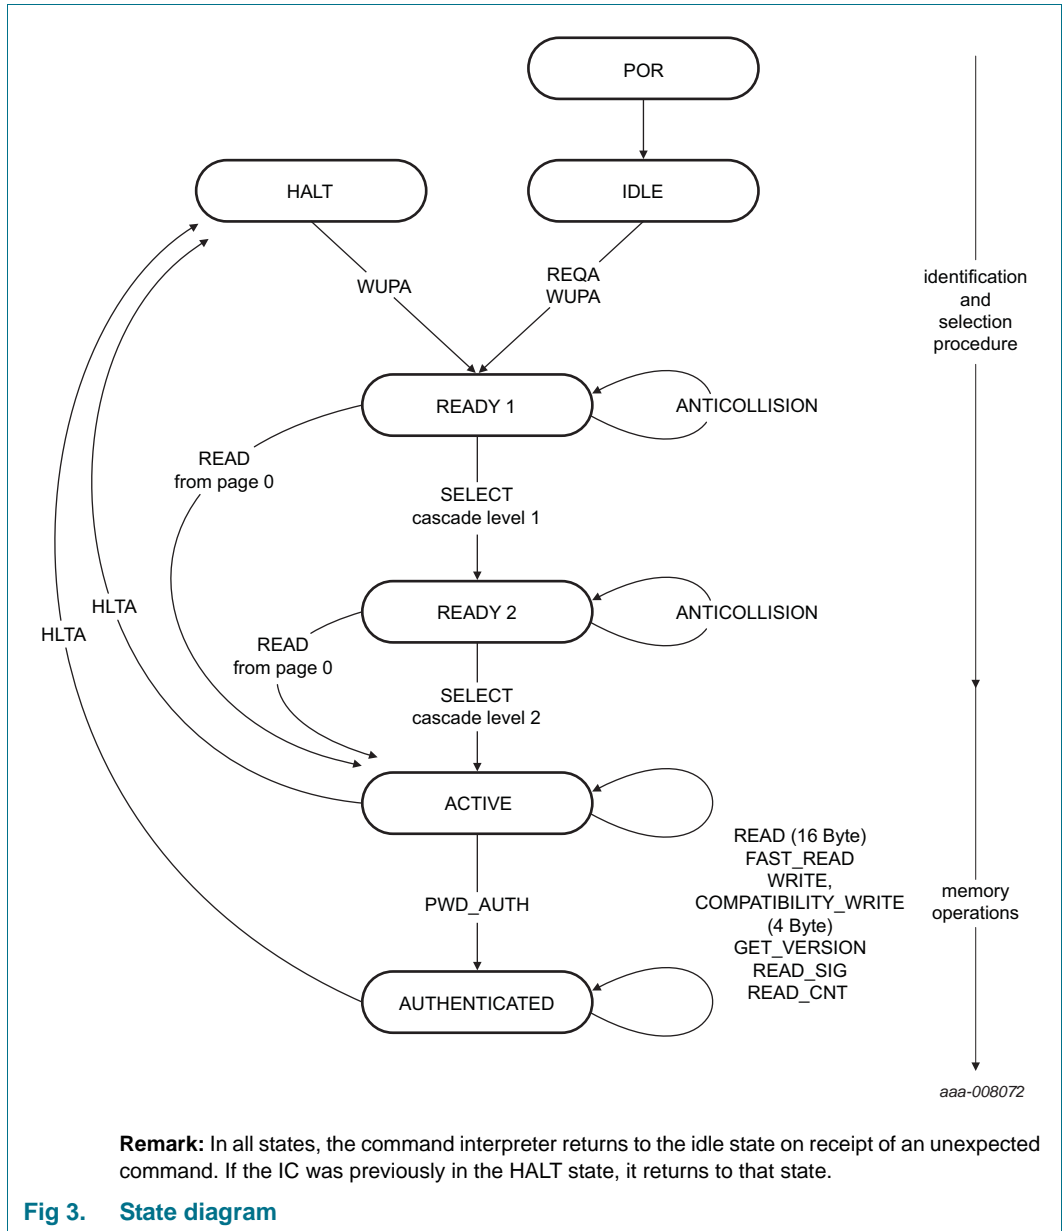 POR
HALT
IDLE
WUPA
REQA
WUPA
identification
and
selection
procedure
READY 1
ANTICOLLISION
READ
from page 0
SELECT
cascade level 1
READY 2
ANTICOLLISION
HLTA
HLTA
READ
from page 0
SELECT
cascade level 2
ACTIVE
READ (16 Byte)
FAST_READ
WRITE,
COMPATIBILITY_WRITE
(4 Byte)
GET_VERSION
READ_SIG
READ_CNT
memory
operations
PWD_AUTH
AUTHENTICATED
aaa-008072
Remark: In all states, the command interpreter returns to the idle state on receipt of an unexpected
command. If the IC was previously in the HALT state, it returns to that state.
Fig 3. State diagram